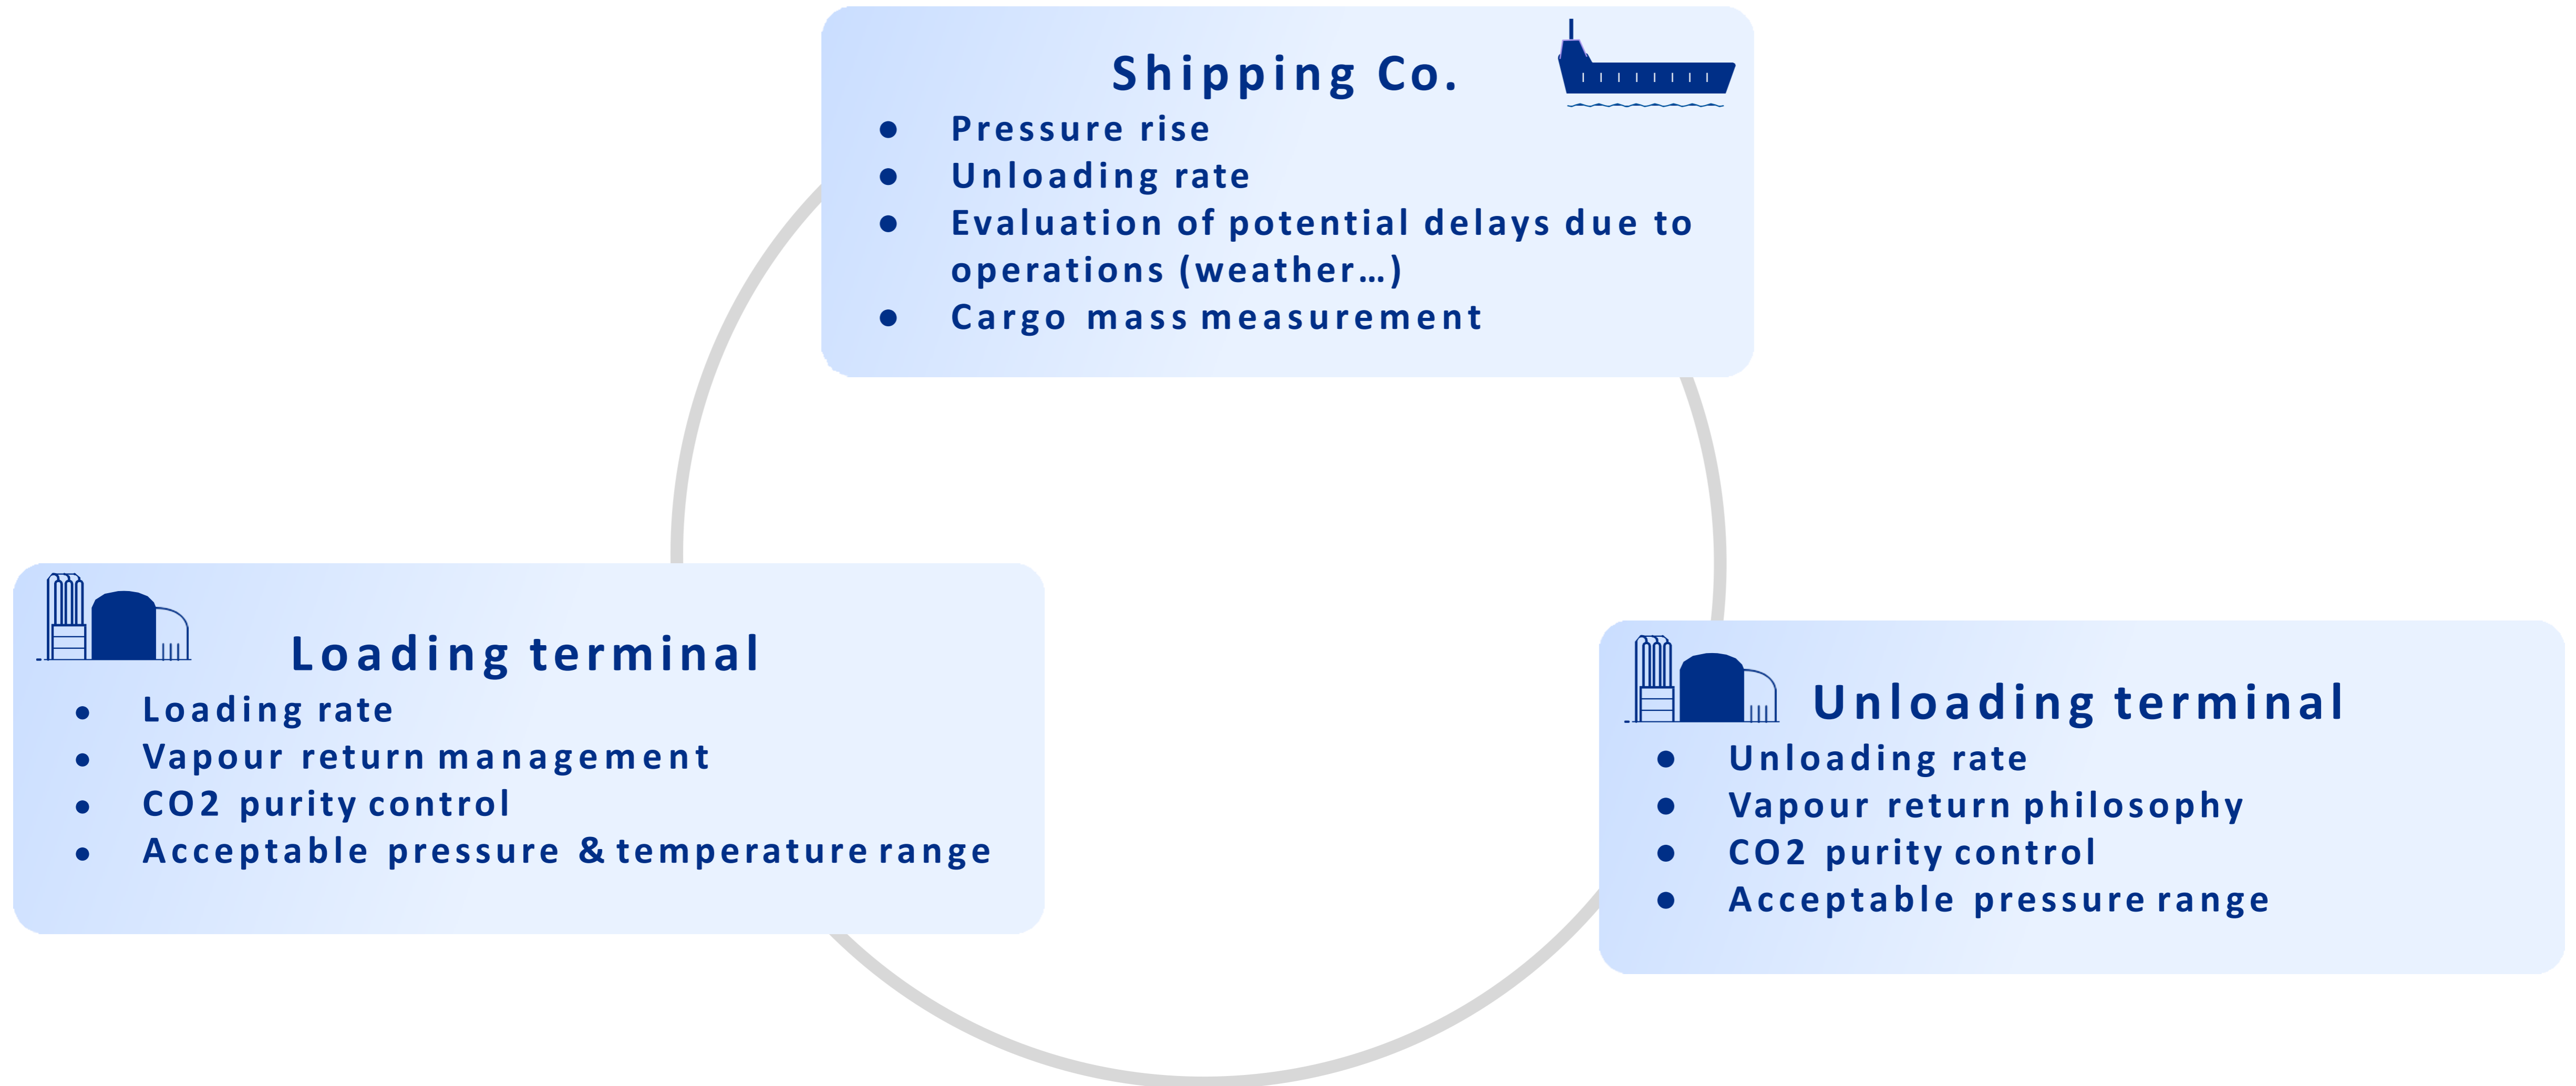 Shipping Co.
● Pressure rise
● Unloading rate
● Evaluation of potential delays due to
operations (weather…)
● Cargo mass measurement
Loading terminal
● Loading rate
● Vapour return management
● CO2 purity control
● Acceptable pressure & temperature range
Unloading terminal
● Unloading rate
● Vapour return philosophy
● CO2 purity control
● Acceptable pressure range